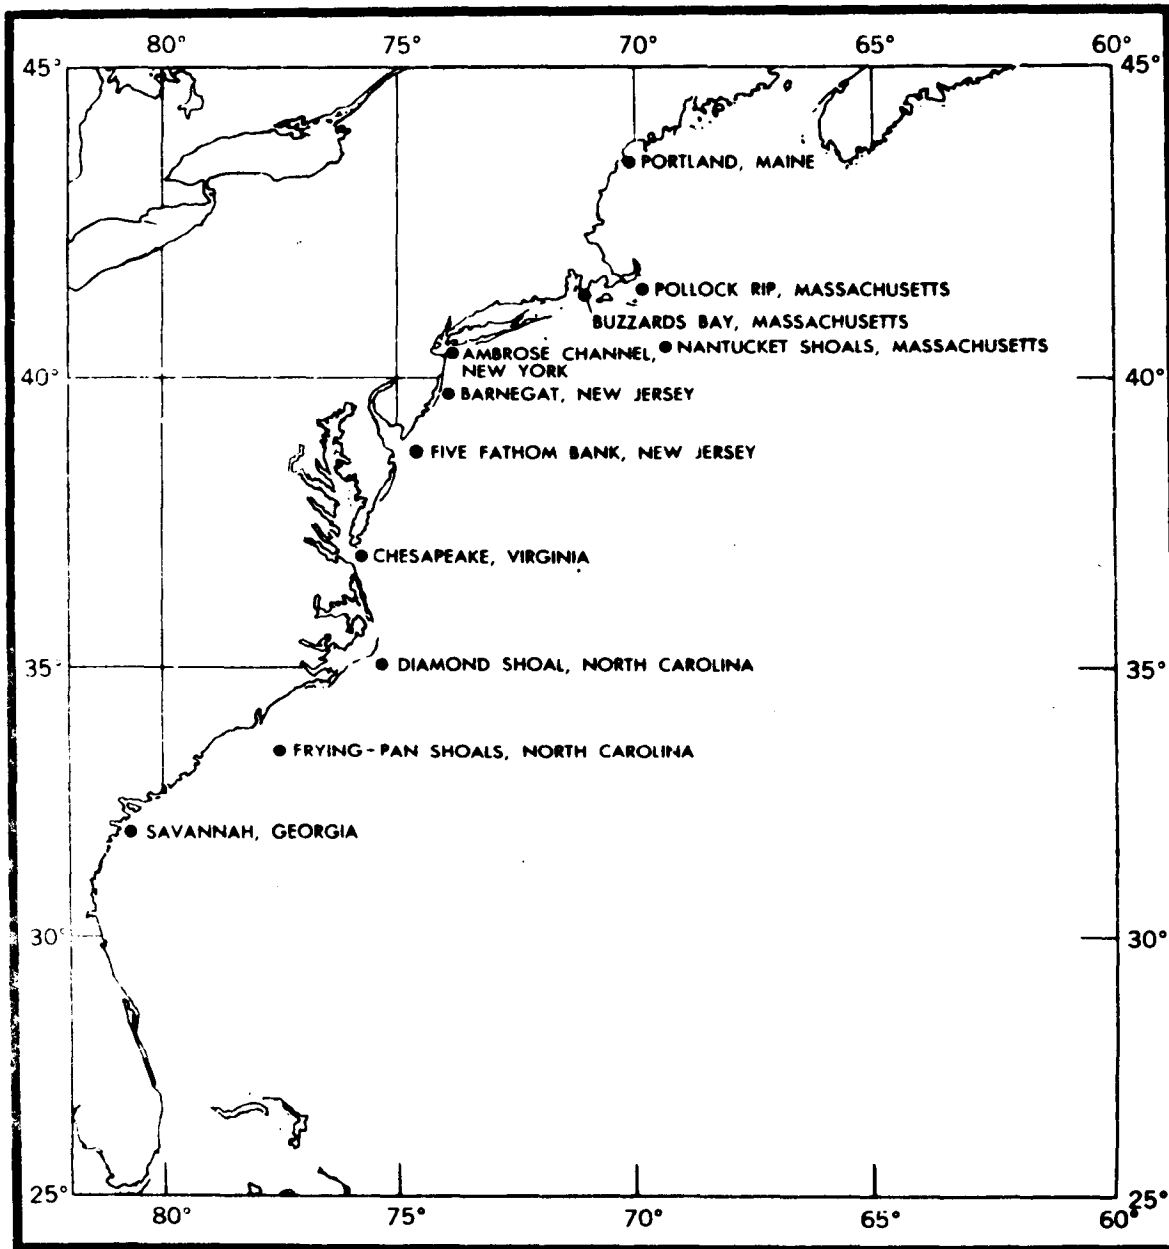 80° 75° 70° 65° 60°
45° 45°
PORTLAND, MAINE
POLLOCK RIP, MASSACHUSETTS
BUZZARDS BAY, MASSACHUSETTS
NANTUCKET SHOALS, MASSACHUSETTS
AMBROSE CHANNEL,
NEW YORK
40° 40°
BARNEGAT, NEW JERSEY
FIVE FATHOM BANK, NEW JERSEY
CHESAPEAKE, VIRGINIA
35° 35°
DIAMOND SHOAL, NORTH CAROLINA
FRYING-PAN SHOALS, NORTH CAROLINA
SAVANNAH, GEORGIA
30° 30°
25° 25°
80° 75° 70° 65° 60°